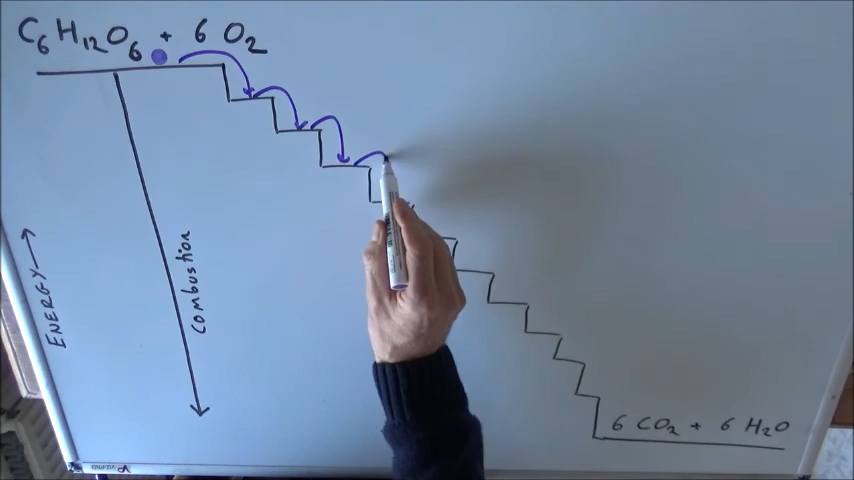 C6H12O6 + 6 O2
ENERGY →
Combustion
6 CO2 + 6 H2O